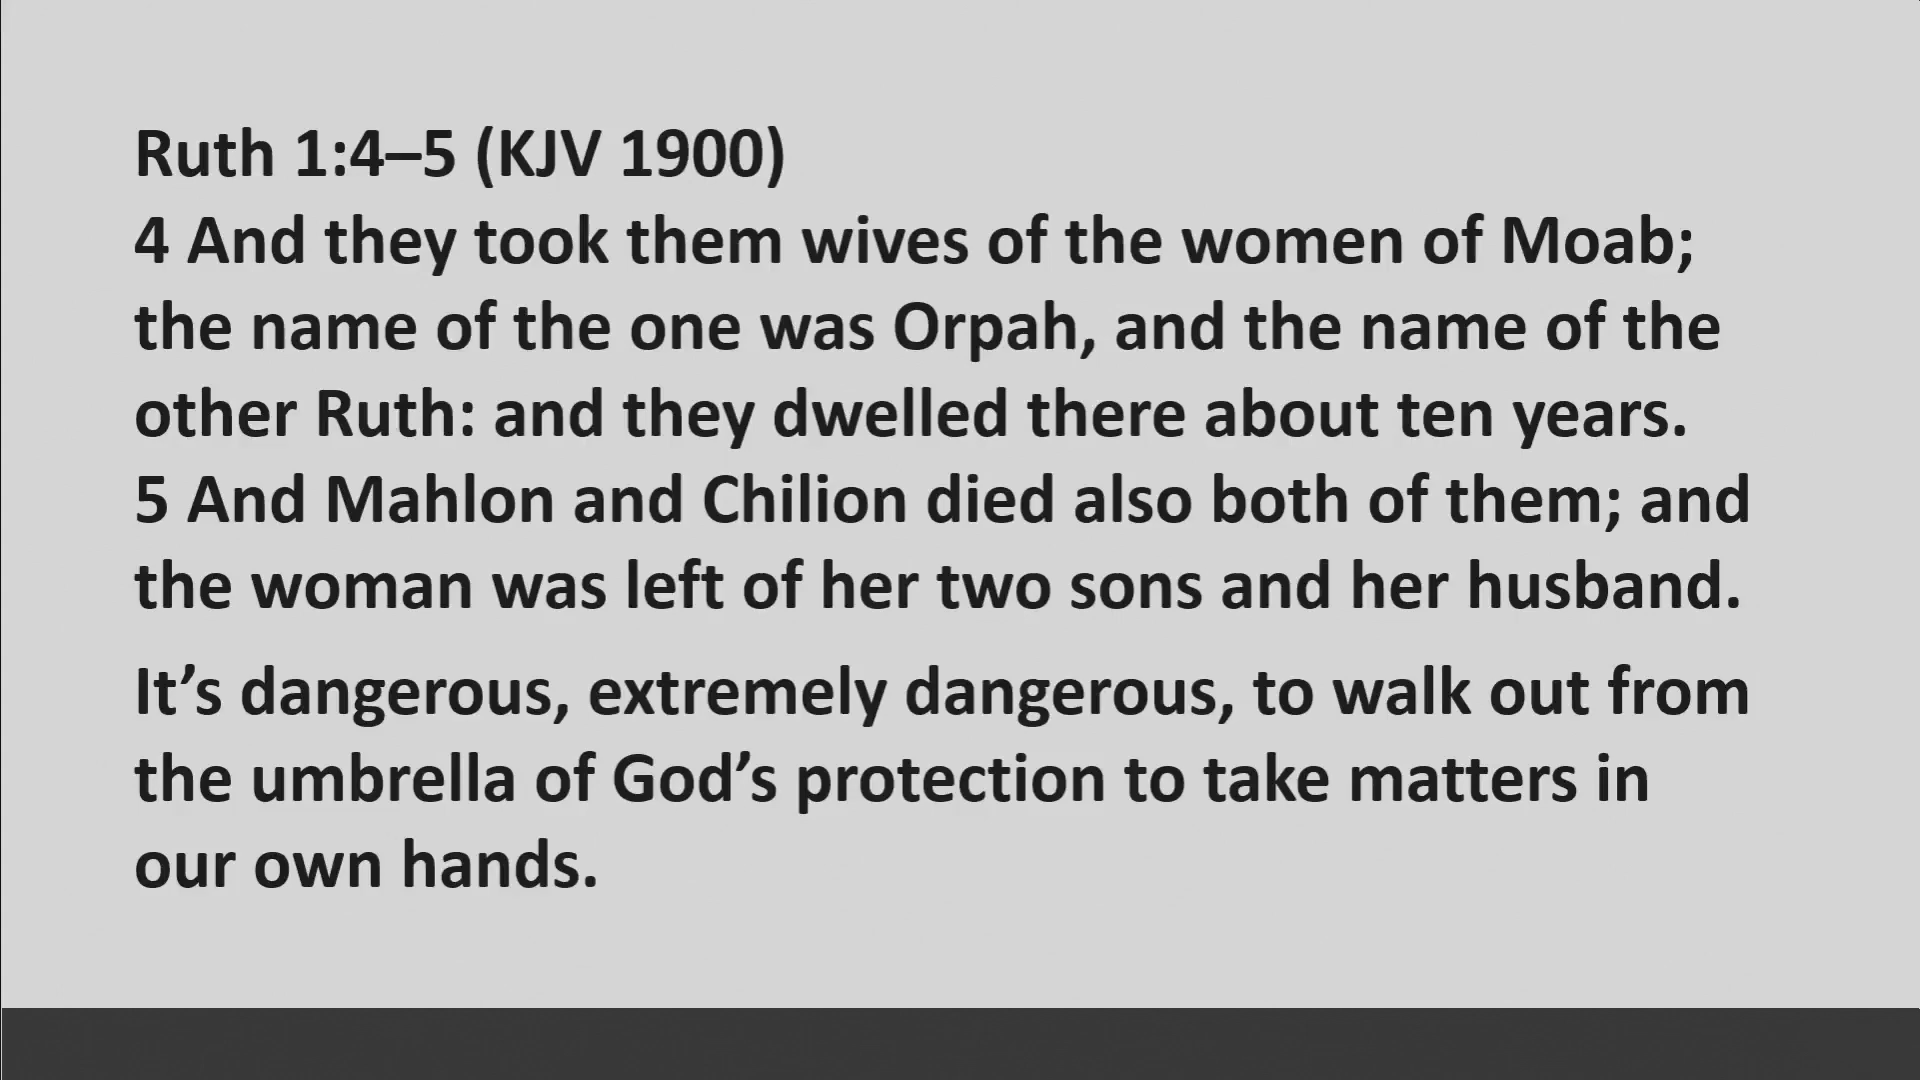 Ruth 1:4–5 (KJV 1900)
4 And they took them wives of the women of Moab;
the name of the one was Orpah, and the name of the
other Ruth: and they dwelled there about ten years.
5 And Mahlon and Chilion died also both of them; and
the woman was left of her two sons and her husband.
It’s dangerous, extremely dangerous, to walk out from
the umbrella of God’s protection to take matters in
our own hands.